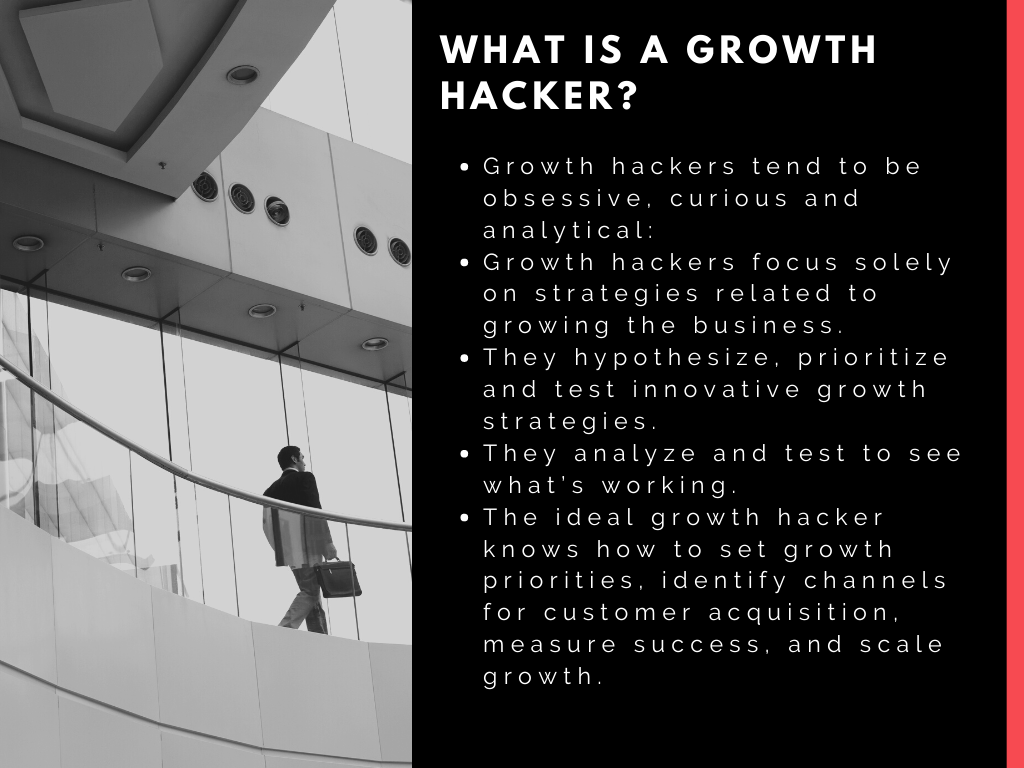 WHAT IS A GROWTH
HACKER?
• Growth hackers tend to be
obsessive, curious and
analytical:
• Growth hackers focus solely
on strategies related to
growing the business.
• They hypothesize, prioritize
and test innovative growth
strategies.
• They analyze and test to see
what's working.
• The ideal growth hacker
knows how to set growth
priorities, identify channels
for customer acquisition,
measure success, and scale
growth.